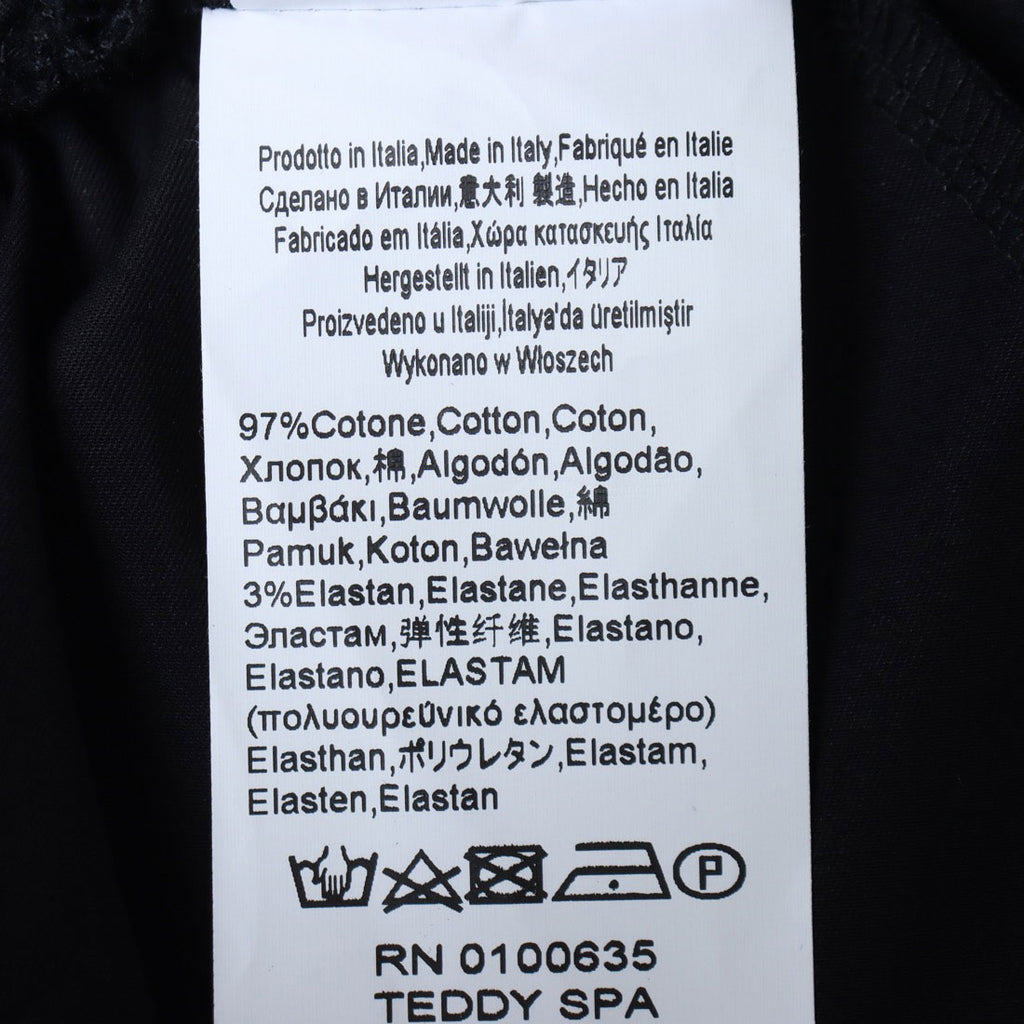 Prodotto in Italia,Made in Italy,Fabriqué en Italie
Сделано в Италии,意大利 製造,Hecho en Italia
Fabricado em Itália,Χώρα κατασκευής Ιταλία
Hergestellt in Italien,イタリア
Proizvedeno u Italiji,İtalya'da üretilmiştir
Wykonano w Włoszech
97%Cotone,Cotton,Coton,
Хлопок,棉,Algodón,Algodão,
Βαμβάκι,Baumwolle,綿
Pamuk,Koton,Bawełna
3%Elastan,Elastane,Elasthanne,
Эластам,弹性纤维,Elastano,
Elastano,ELASTAM
(πολυουρεΰνικό ελαστομέρο)
Elasthan,ポリウレタン,Elastam,
Elasten,Elastan
P
RN 0100635
TEDDY SPA